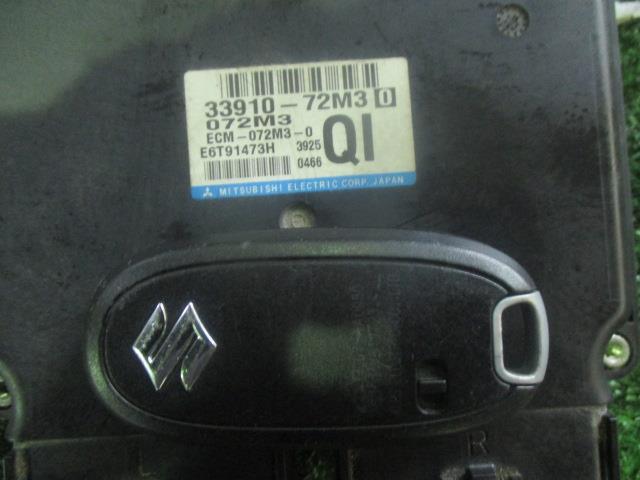 33910-72M3 0
072M3
ECM-072M3-0
E6T91473H 3925
0466
QI
MITSUBISHI ELECTRIC CORP. JAPAN
L
R